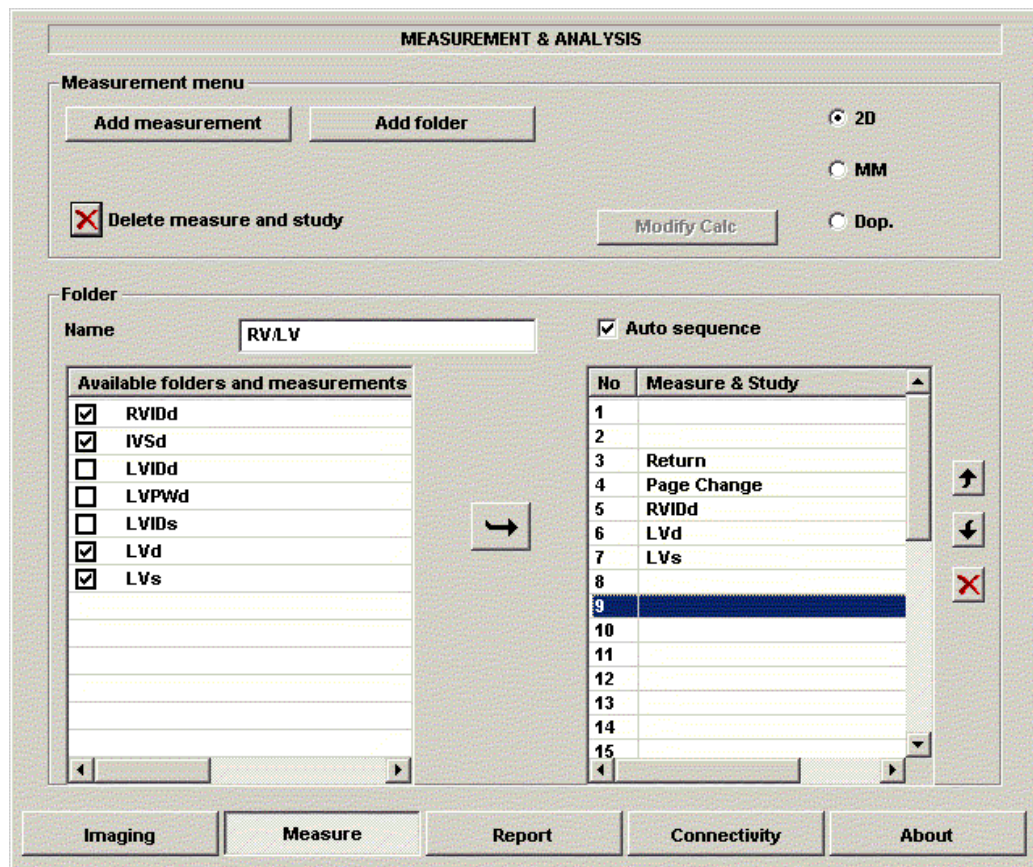 MEASUREMENT & ANALYSIS
Measurement menu
Add measurement Add folder 2D
MM
Delete measure and study Modify Calc Dop.
Folder
Name RV/LV Auto sequence
Available folders and measurements No Measure & Study
RVIDd 1
IVSd 2
LVIDd 3 Return
LVPWd 4 Page Change
LVIDs 5 RVIDd
LVd 6 LVd
LVs 7 LVs
8
9
10
11
12
13
14
15
Imaging Measure Report Connectivity About